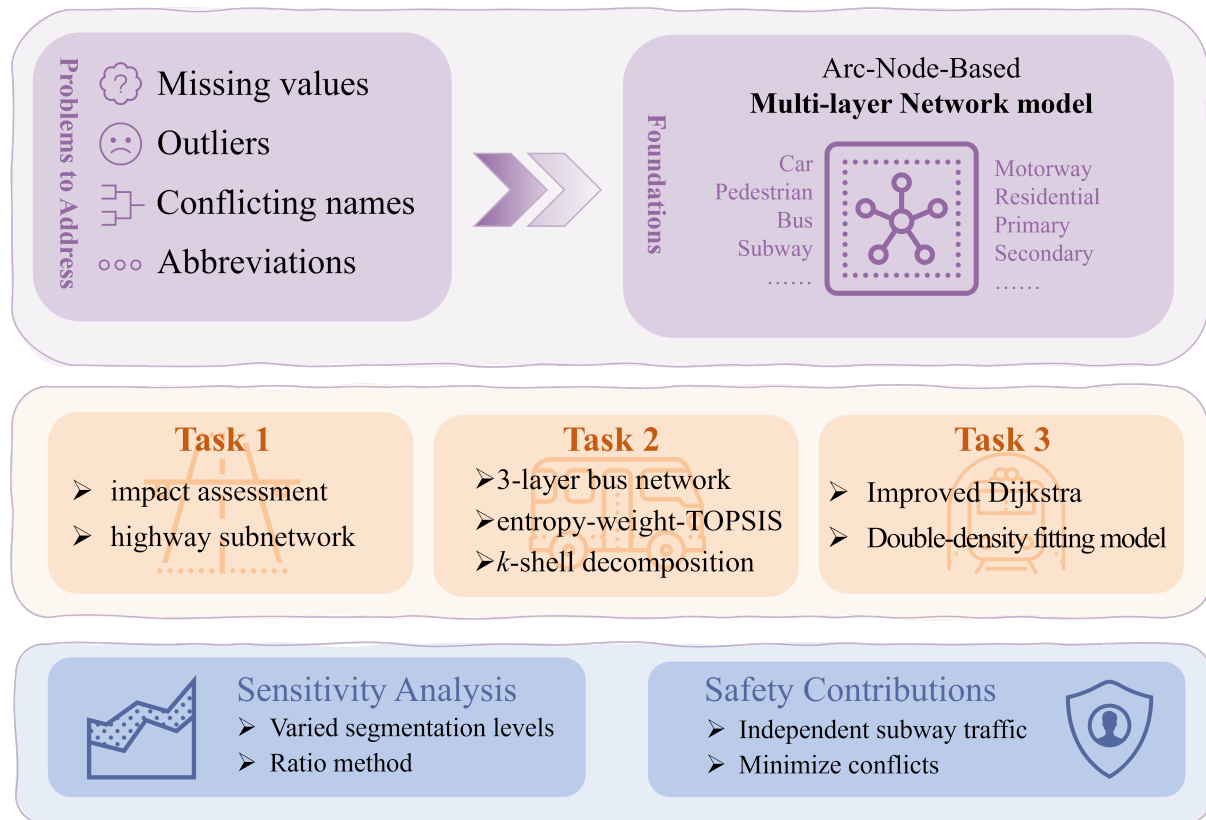 Problems to Address
Missing values
Outliers
Conflicting names
Abbreviations
Foundations
Arc-Node-Based
Multi-layer Network model
Car
Pedestrian
Bus
Subway
......
Motorway
Residential
Primary
Secondary
......
Task 1
➢ impact assessment
➢ highway subnetwork
Task 2
➢3-layer bus network
➢entropy-weight-TOPSIS
➢k-shell decomposition
Task 3
➢ Improved Dijkstra
➢ Double-density fitting model
Sensitivity Analysis
➢ Varied segmentation levels
➢ Ratio method
Safety Contributions
➢ Independent subway traffic
➢ Minimize conflicts